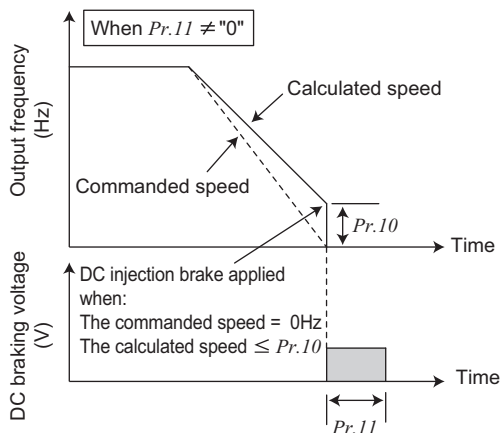 When Pr.11 ≠ "0"
Output frequency
(Hz)
Calculated speed
Commanded speed
Pr.10
Time
DC injection brake applied
when:
The commanded speed = 0Hz
The calculated speed ≤ Pr.10
DC braking voltage
(V)
Time
Pr.11